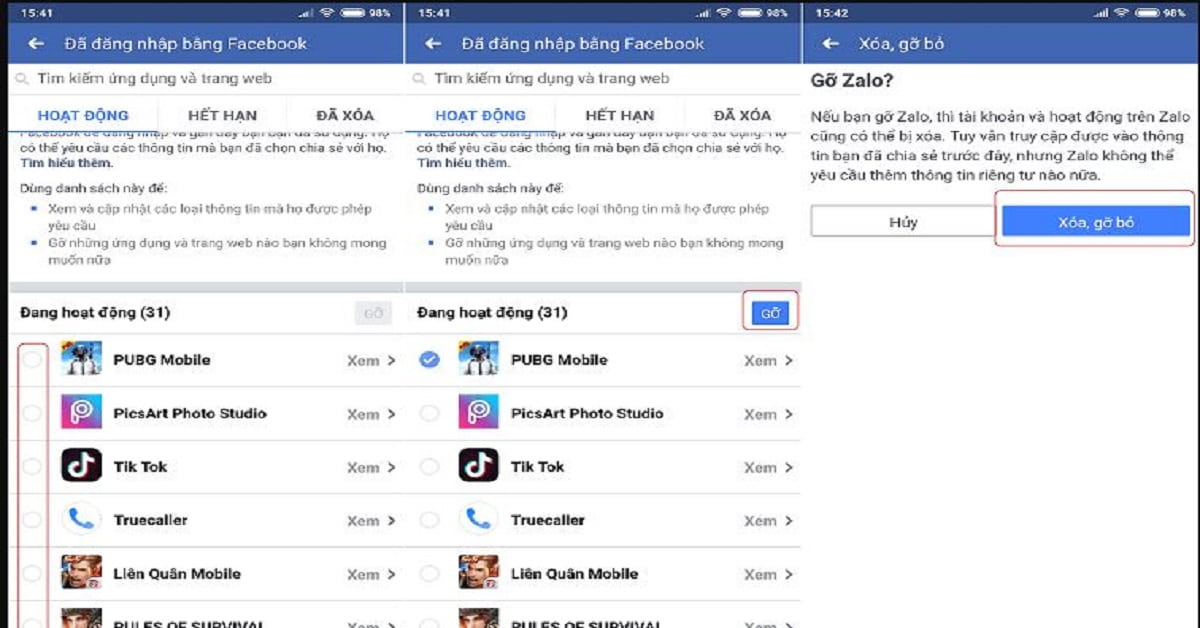 15:41
98%
Đã đăng nhập bằng Facebook
Tìm kiếm ứng dụng và trang web
HOẠT ĐỘNG HẾT HẠN ĐÃ XÓA
Facebook để đăng nhập và gần đây bạn đã sử dụng. Họ
có thể yêu cầu các thông tin mà bạn đã chọn chia sẻ với họ.
Tìm hiểu thêm.
Dùng danh sách này để:
Xem và cập nhật các loại thông tin mà họ được phép
yêu cầu
Gỡ những ứng dụng và trang web nào bạn không mong
muốn nữa
Đang hoạt động (31) GỠ
PUBG Mobile Xem >
PicsArt Photo Studio Xem >
Tik Tok Xem >
Truecaller Xem >
Liên Quân Mobile Xem >
RULES OF SURVIVAL Xem >
15:41
98%
Đã đăng nhập bằng Facebook
Tìm kiếm ứng dụng và trang web
HOẠT ĐỘNG HẾT HẠN ĐÃ XÓA
Facebook để đăng nhập và gần đây bạn đã sử dụng. Họ
có thể yêu cầu các thông tin mà bạn đã chọn chia sẻ với họ.
Tìm hiểu thêm.
Dùng danh sách này để:
Xem và cập nhật các loại thông tin mà họ được phép
yêu cầu
Gỡ những ứng dụng và trang web nào bạn không mong
muốn nữa
Đang hoạt động (31) GỠ
PUBG Mobile Xem >
PicsArt Photo Studio Xem >
Tik Tok Xem >
Truecaller Xem >
Liên Quân Mobile Xem >
RULES OF SURVIVAL Xem >
15:42
98%
Xóa, gỡ bỏ
Gỡ Zalo?
Nếu bạn gỡ Zalo, thì tài khoản và hoạt động trên Zalo
cũng có thể bị xóa. Tuy vân truy cập được vào thông
tin bạn đã chia sẻ trước đây, nhưng Zalo không thể
yêu cầu thêm thông tin riêng tư nào nữa.
Hủy Xóa, gỡ bỏ